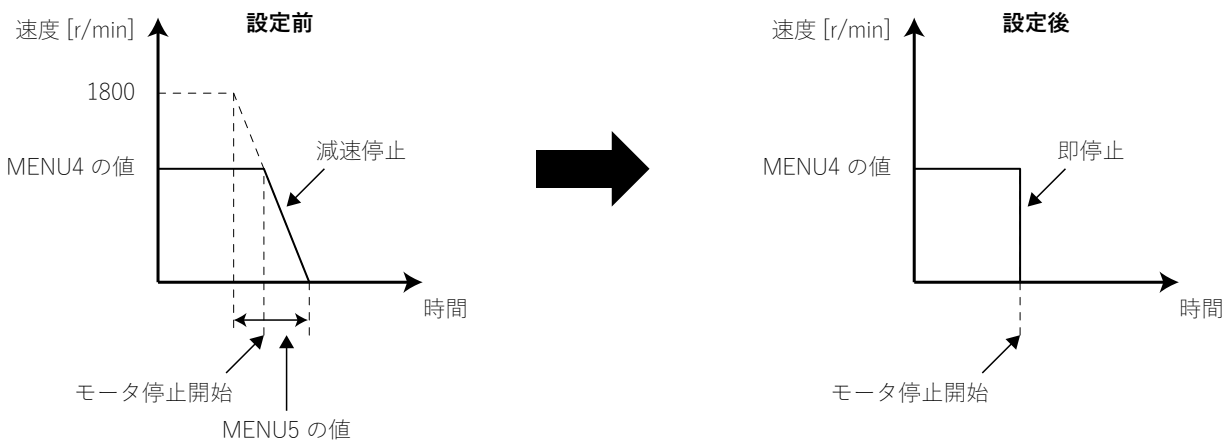 設定前
速度 [r/min]
1800
MENU4 の値
減速停止
時間
モータ停止開始
MENU5 の値
設定後
速度 [r/min]
MENU4 の値
即停止
時間
モータ停止開始